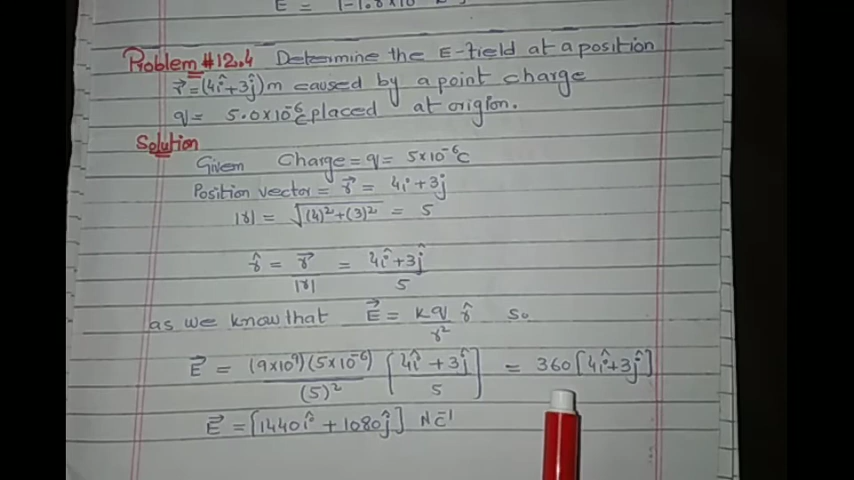 E =
Problem #12.4 Determine the E-field at a position
r⃗ = (4î+3ĵ)m caused by a point charge
q = 5.0×10⁻⁶C placed at origion.
Solution
Given Charge = q = 5×10⁻⁶C
Position vector = r⃗ = 4i + 3j
|r| = √(4)²+(3)² = 5
r̂ = r⃗/|r| = 4î+3ĵ/5
as we know that E⃗ = kq/r² r̂ so
E⃗ = (9×10⁹)(5×10⁻⁶)/(5)² [4î+3ĵ/5] = 360[4î+3ĵ]
E⃗ = [1440î + 1080ĵ] NC⁻¹